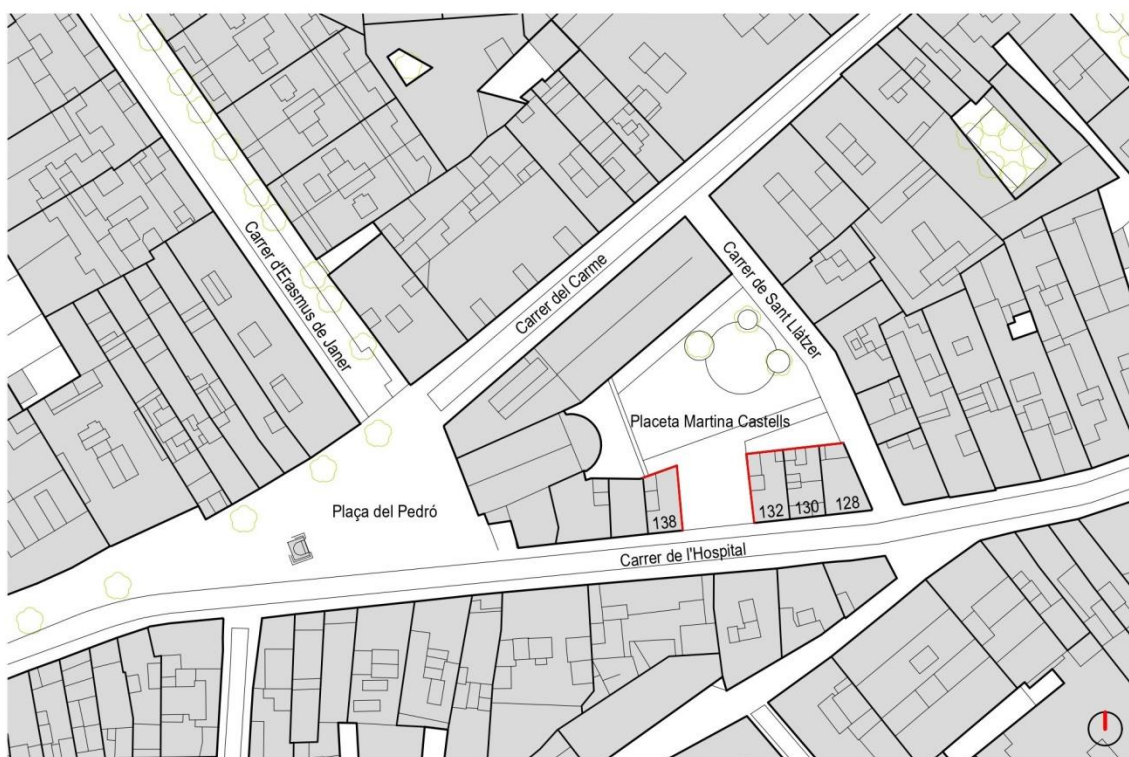 Carrer d'Erasmus de Janer
Carrer del Carme
Carrer de Sant Llàtzer
Placeta Martina Castells
Plaça del Pedró
138
132
130
128
Carrer de l'Hospital